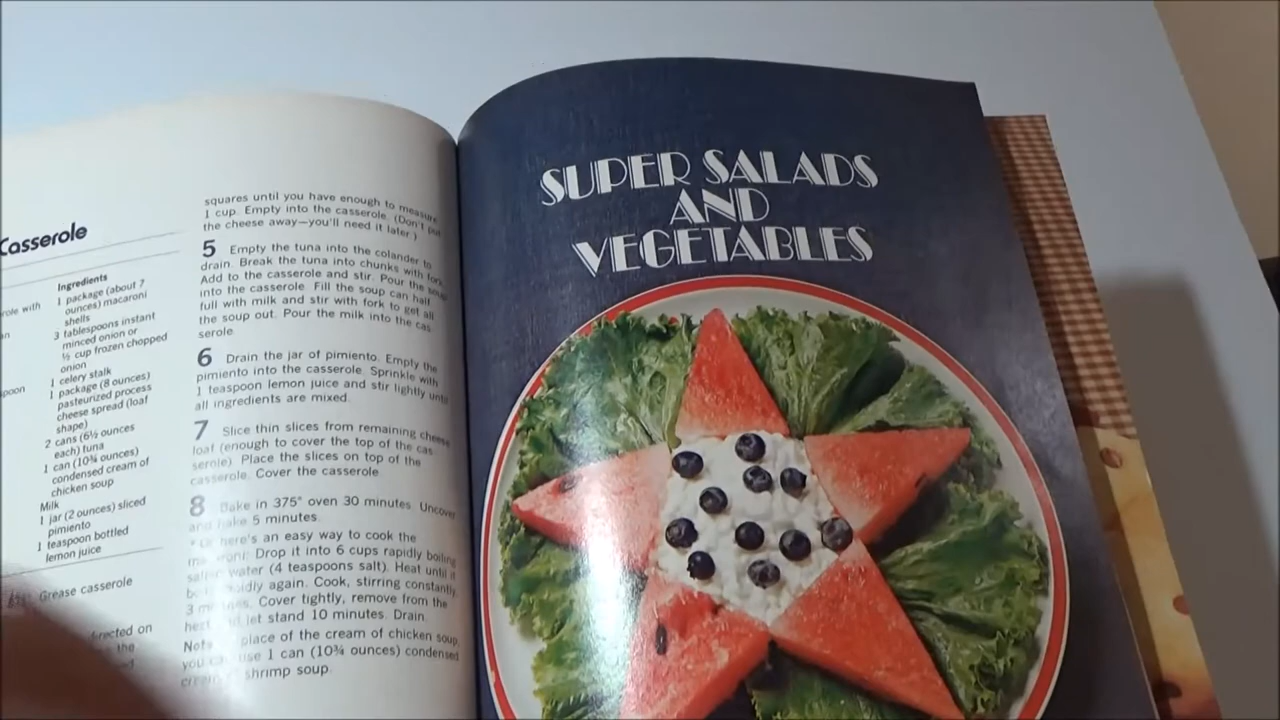 Casserole
Ingredients
1 package (about 7
ounces) macaroni
shells
3 tablespoons instant
minced onion or
½ cup frozen chopped
onion
1 celery stalk
1 package (8 ounces)
pasteurized process
cheese spread (loaf
shape)
2 cans (6½ ounces
each) tuna
1 can (10¾ ounces)
condensed cream of
chicken soup
Milk
1 jar (2 ounces) sliced
pimiento
1 teaspoon bottled
lemon juice
Grease casserole
squares until you have enough to measure
1 cup. Empty into the casserole. (Don't put
the cheese away—you'll need it later.)
5 Empty the tuna into the colander to
drain. Break the tuna into chunks with fork.
Add to the casserole and stir. Pour the soup
into the casserole. Fill the soup can half
full with milk and stir with fork to get all
the soup out. Pour the milk into the cas-
serole.
6 Drain the jar of pimiento. Empty the
pimiento into the casserole. Sprinkle with
1 teaspoon lemon juice and stir lightly until
all ingredients are mixed.
7 Slice thin slices from remaining cheese
loaf (enough to cover the top of the cas-
serole). Place the slices on top of the
casserole. Cover the casserole.
8 Bake in 375° oven 30 minutes. Uncover
and bake 5 minutes.
here's an easy way to cook the
Drop it into 6 cups rapidly boiling
water (4 teaspoons salt). Heat until it
again. Cook, stirring constantly,
3 Cover tightly, remove from the
let stand 10 minutes. Drain.
Note place of the cream of chicken soup,
you use 1 can (10¾ ounces) condensed
shrimp soup.
SUPER SALADS
AND
VEGETABLES